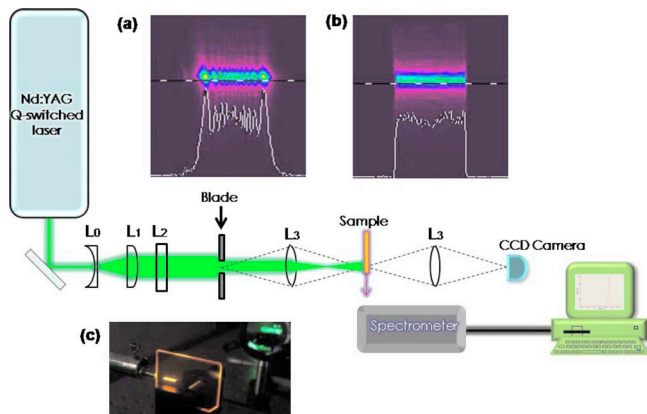 (a)
(b)
Nd:YAG
Q-switched
laser
Blade
L0
L1
L2
L3
Sample
L3
CCD Camera
Spectrometer
(c)